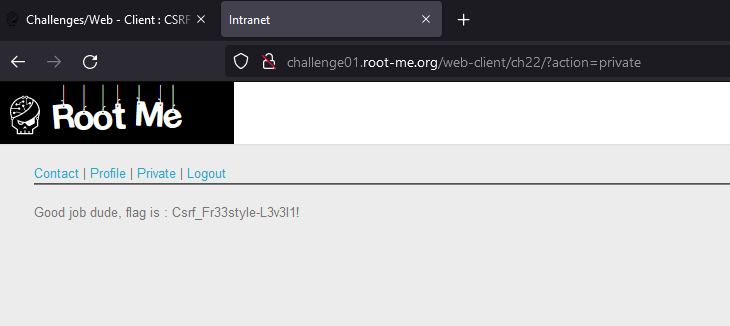 Challenges/Web - Client : CSRF
Intranet
challenge01.root-me.org/web-client/ch22/?action=private
Root Me
Contact | Profile | Private | Logout
Good job dude, flag is : Csrf_Fr33style-L3v3l1!